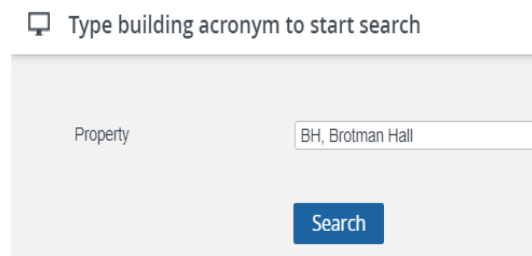 Type building acronym to start search
Property
BH, Brotman Hall
Search